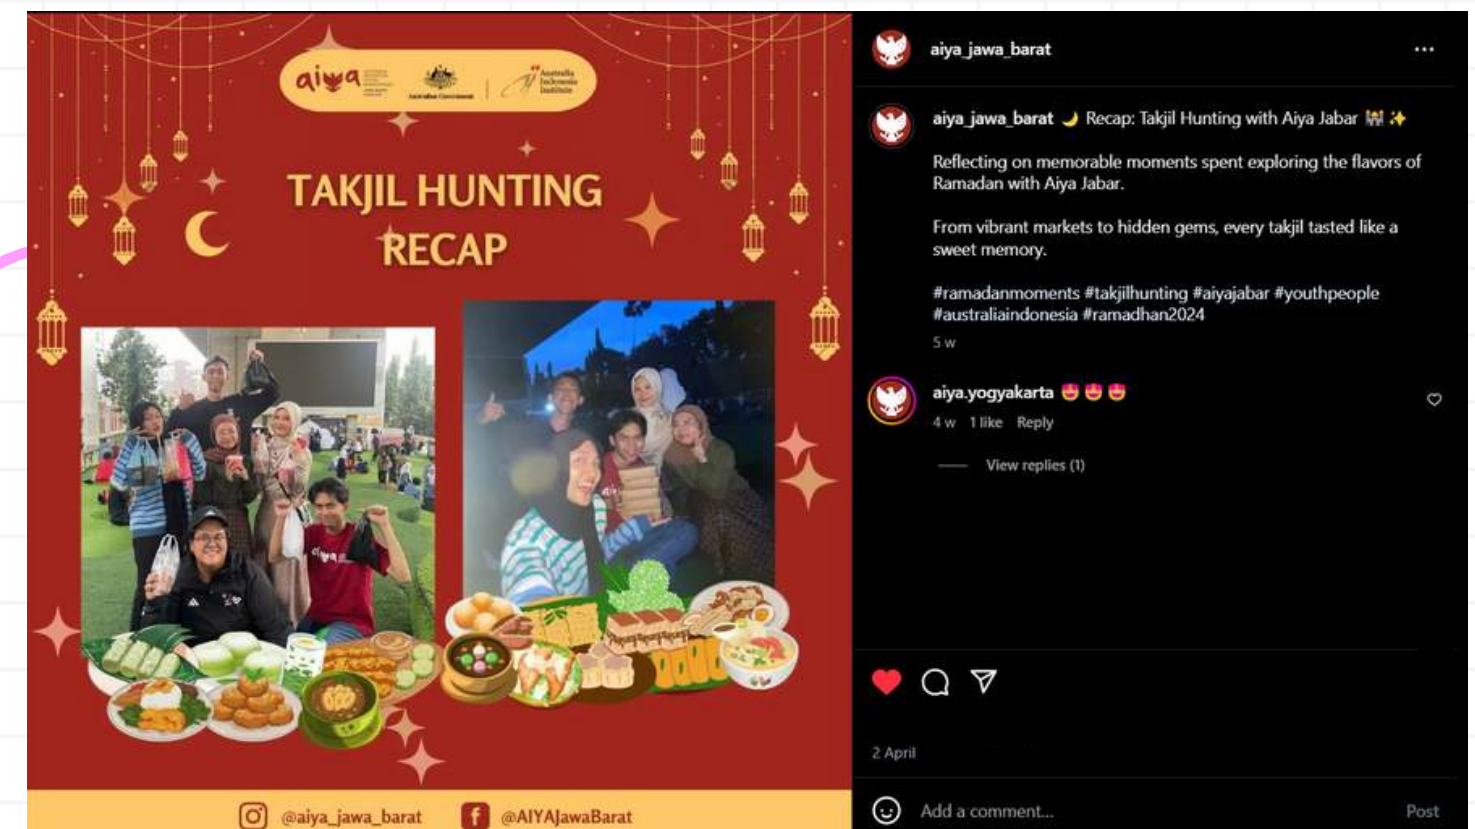 aiya
Australian Government
Australia
Indonesia
Institute
TAKJIL HUNTING
RECAP
aiya
@aiya_jawa_barat
@AIYAJawaBarat
aiya_jawa_barat
aiya_jawa_barat 🌙 Recap: Takjil Hunting with Aiya Jabar 🕌 ✨
Reflecting on memorable moments spent exploring the flavors of
Ramadan with Aiya Jabar.
From vibrant markets to hidden gems, every takjil tasted like a
sweet memory.
#ramadanmoments #takjilhunting #aiyajabar #youthpeople
#australiaindonesia #ramadhan2024
5 w
aiya.yogyakarta 🤩🤩🤩
4 w 1 like Reply
View replies (1)
2 April
Add a comment...
Post